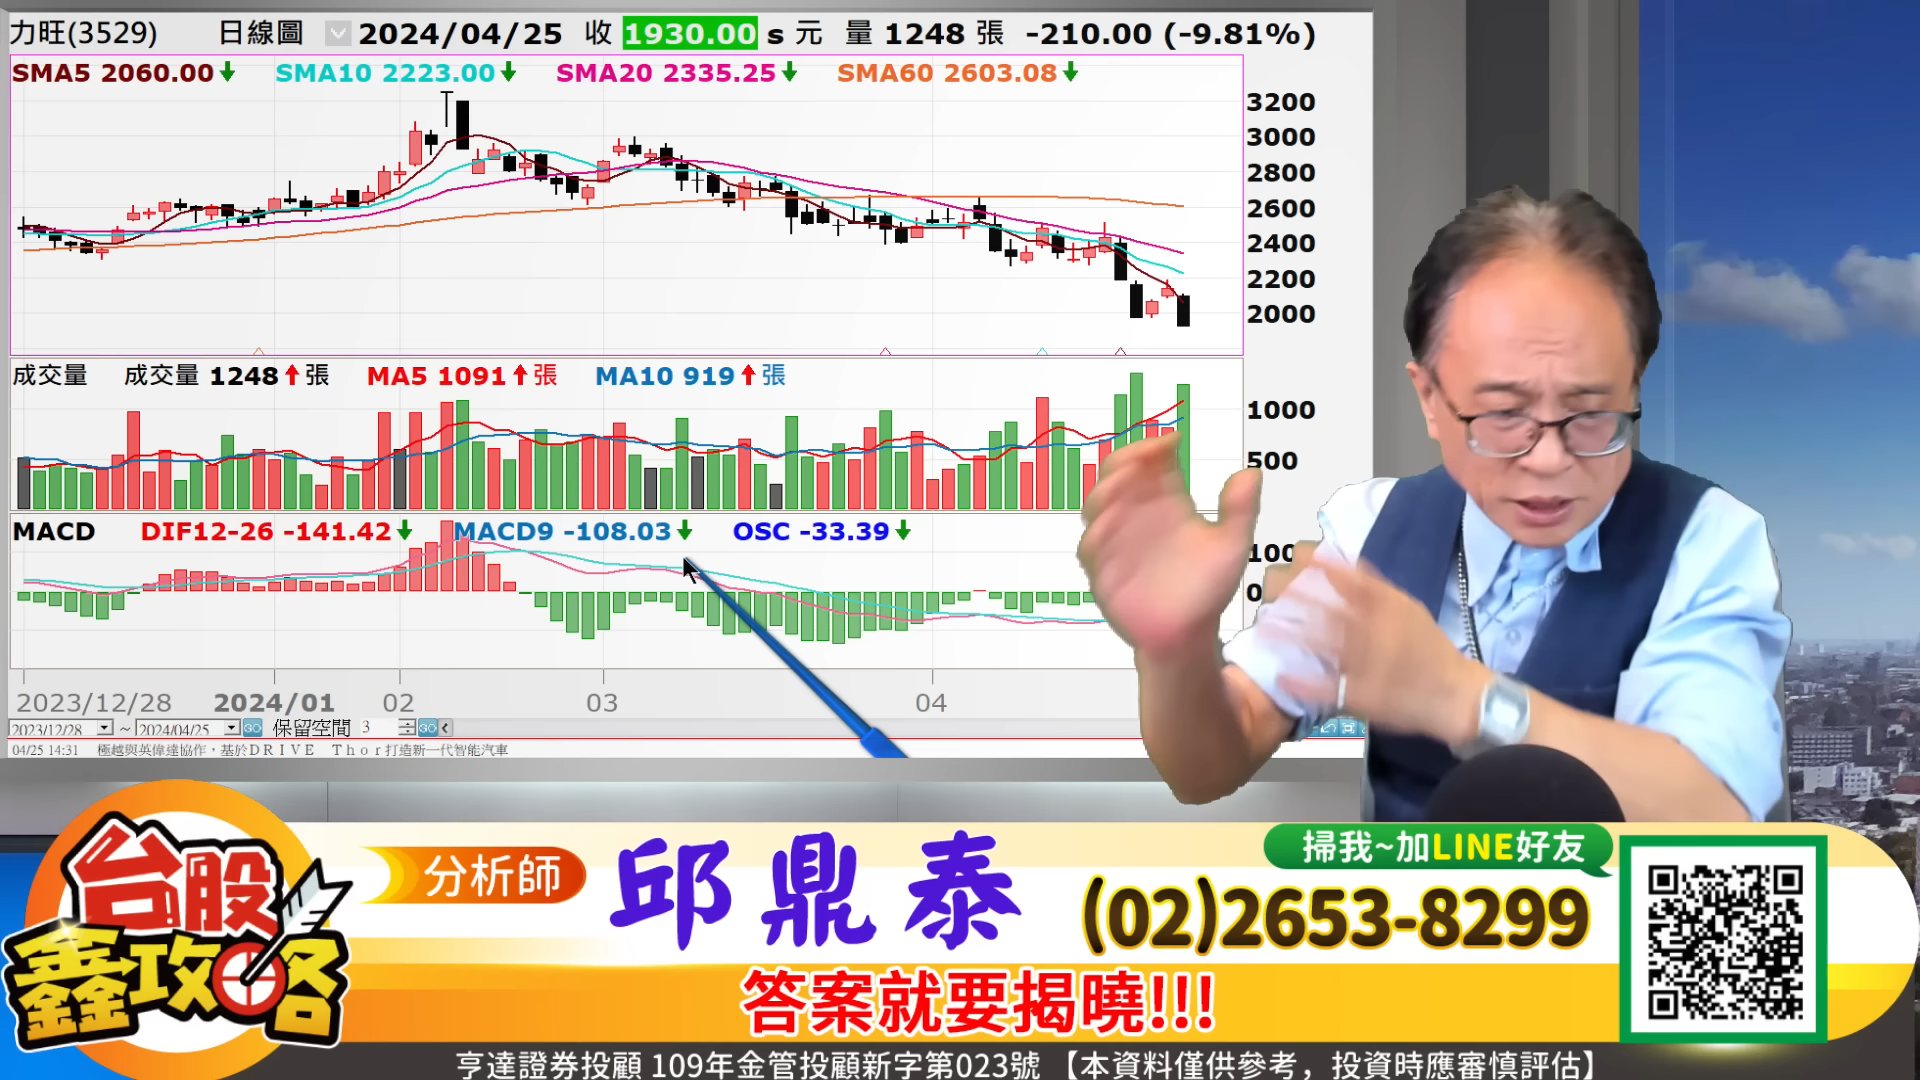 力旺(3529) 日線圖 2024/04/25 收 1930.00 s 元 量 1248 張 -210.00 (-9.81%)
SMA5 2060.00 SMA10 2223.00 SMA20 2335.25 SMA60 2603.08
3200
3000
2800
2600
2400
2200
2000
成交量 成交量 1248 張 MA5 1091 張 MA10 919 張
1000
500
MACD DIF12-26 -141.42 MACD9 -108.03 OSC -33.39
100
0
2023/12/28 2024/01 02 03 04
2023/12/28 ~ 2024/04/25 GO 保留空間 3 GO
04/25 14:31 極越與英偉達協作，基於DRIVE Thor打造新一代智能汽車
台股
鑫攻略
分析師
邱鼎泰
掃我~加LINE好友
(02)2653-8299
答案就要揭曉!!!
亨達證券投顧 109年金管投顧新字第023號 【本資料僅供參考，投資時應審慎評估】